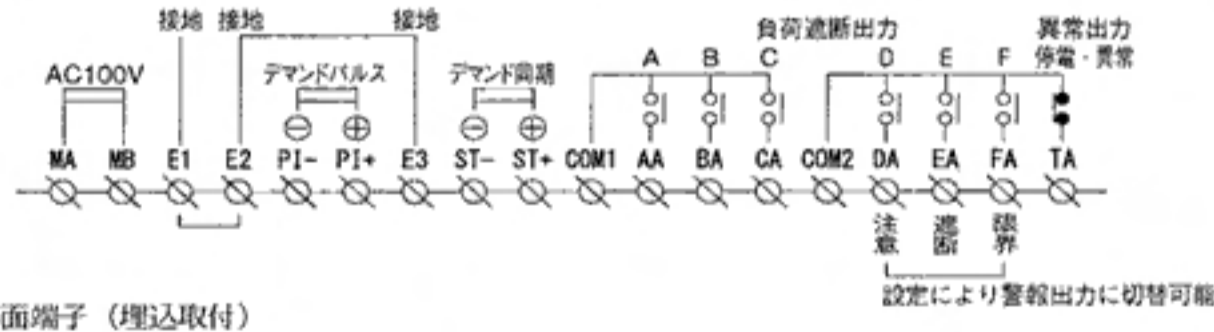 接地 接地 接地 負荷遮断出力 異常出力
AC100V デマンドパルス デマンド同期 A B C D E F 停電・異常
⊖ ⊕ ⊖ ⊕
MA MB E1 E2 PI- PI+ E3 ST- ST+ COM1 AA BA CA COM2 DA EA FA TA
注意 遮断 限界
設定により警報出力に切替可能
面端子（埋込取付）